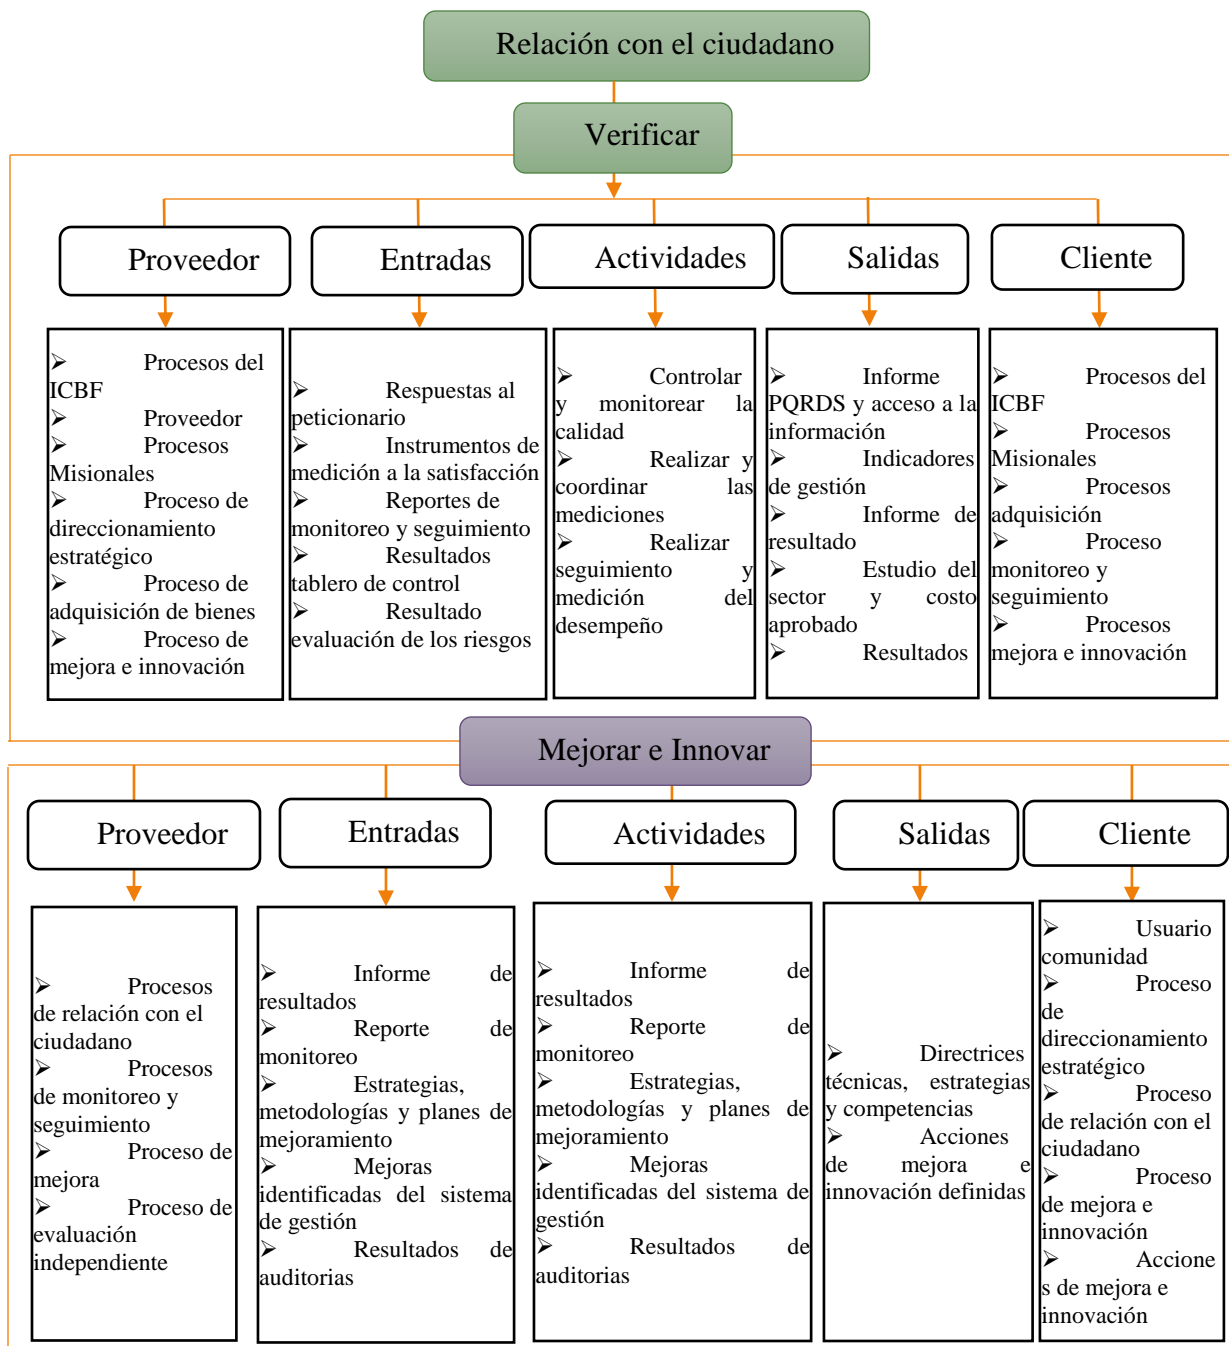 Relación con el ciudadano
Verificar
Proveedor
Entradas
Actividades
Salidas
Cliente
➢ Procesos del
ICBF
➢ Proveedor
➢ Procesos
Misionales
➢ Proceso de
direccionamiento
estratégico
➢ Proceso de
adquisición de bienes
➢ Proceso de
mejora e innovación
➢ Respuestas al
peticionario
➢ Instrumentos de
medición a la satisfacción
➢ Reportes de
monitoreo y seguimiento
➢ Resultados
tablero de control
➢ Resultado
evaluación de los riesgos
➢ Controlar
y monitorear la
calidad
➢ Realizar y
coordinar las
mediciones
➢ Realizar
seguimiento y
medición del
desempeño
➢ Informe
PQRDS y acceso a la
información
➢ Indicadores
de gestión
➢ Informe de
resultado
➢ Estudio del
sector y costo
aprobado
➢ Resultados
➢ Procesos del
ICBF
➢ Procesos
Misionales
➢ Procesos
adquisición
➢ Proceso
monitoreo y
seguimiento
➢ Procesos
mejora e innovación
Mejorar e Innovar
Proveedor
Entradas
Actividades
Salidas
Cliente
➢ Procesos
de relación con el
ciudadano
➢ Procesos
de monitoreo y
seguimiento
➢ Proceso de
mejora
➢ Proceso de
evaluación
independiente
➢ Informe de
resultados
➢ Reporte de
monitoreo
➢ Estrategias,
metodologías y planes de
mejoramiento
➢ Mejoras
identificadas del sistema
de gestión
➢ Resultados de
auditorias
➢ Informe de
resultados
➢ Reporte de
monitoreo
➢ Estrategias,
metodologías y planes de
mejoramiento
➢ Mejoras
identificadas del sistema de
gestión
➢ Resultados de
auditorias
➢ Directrices
técnicas, estrategias
y competencias
➢ Acciones
de mejora e
innovación definidas
➢ Usuario
comunidad
➢ Proceso
de
direccionamiento
estratégico
➢ Proceso
de relación con el
ciudadano
➢ Proceso
de mejora e
innovación
➢ Accione
s de mejora e
innovación